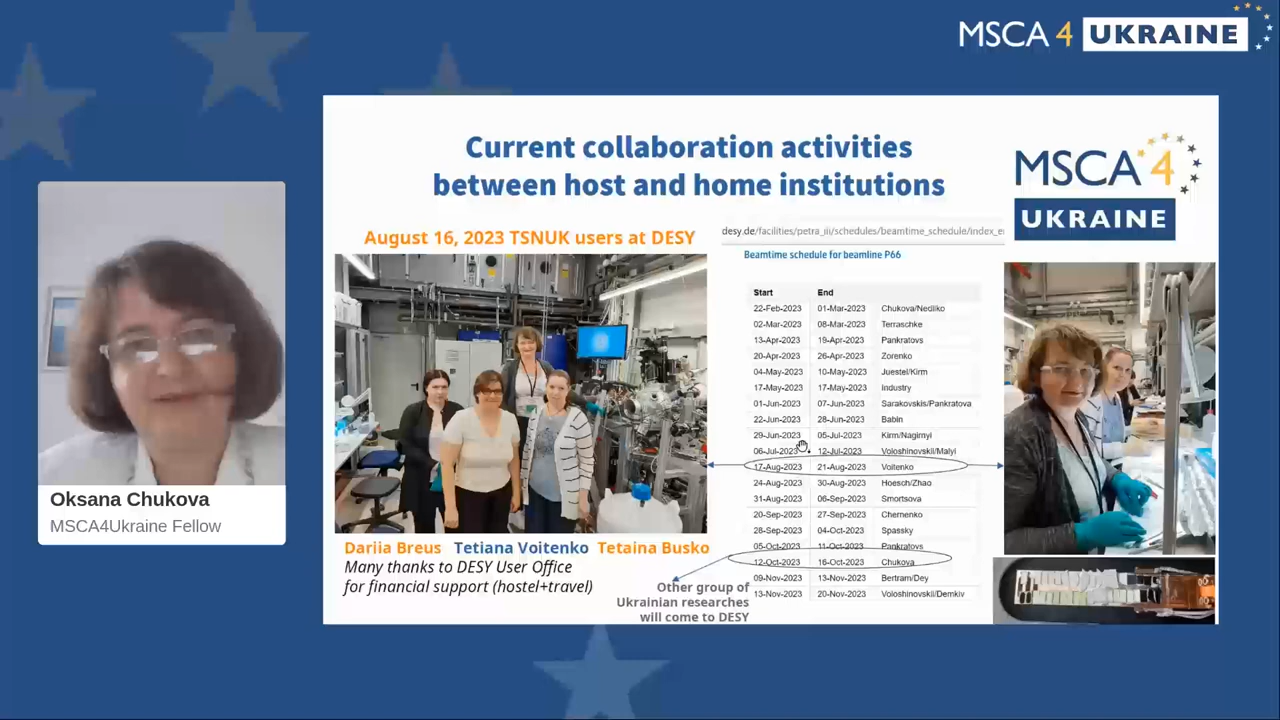 MSCA 4 UKRAINE
Current collaboration activities
between host and home institutions
MSCA 4
UKRAINE
August 16, 2023 TSNUK users at DESY
desy.de/facilities/petra_iii/schedules/beamtime_schedule/index_e
Beamtime schedule for beamline P66
Start End
22-Feb-2023 01-Mar-2023 Chukova/Nedilko
02-Mar-2023 08-Mar-2023 Terraschke
13-Apr-2023 19-Apr-2023 Pankratovs
20-Apr-2023 26-Apr-2023 Zorenko
04-May-2023 10-May-2023 Juestel/Kirm
17-May-2023 17-May-2023 Industry
01-Jun-2023 07-Jun-2023 Sarakovskis/Pankratova
22-Jun-2023 28-Jun-2023 Babin
29-Jun-2023 05-Jul-2023 Kirm/Nagirnyi
06-Jul-2023 12-Jul-2023 Voloshinovskii/Malyi
17-Aug-2023 21-Aug-2023 Voitenko
24-Aug-2023 30-Aug-2023 Hoesch/Zhao
31-Aug-2023 06-Sep-2023 Smortsova
20-Sep-2023 27-Sep-2023 Chernenko
28-Sep-2023 04-Oct-2023 Spassky
05-Oct-2023 11-Oct-2023 Pankratovs
12-Oct-2023 16-Oct-2023 Chukova
09-Nov-2023 13-Nov-2023 Bertram/Dey
13-Nov-2023 20-Nov-2023 Voloshinovskii/Demkiv
Dariia Breus Tetiana Voitenko Tetaina Busko
Many thanks to DESY User Office
for financial support (hostel+travel)
Other group of
Ukrainian researches
will come to DESY
Oksana Chukova
MSCA4Ukraine Fellow